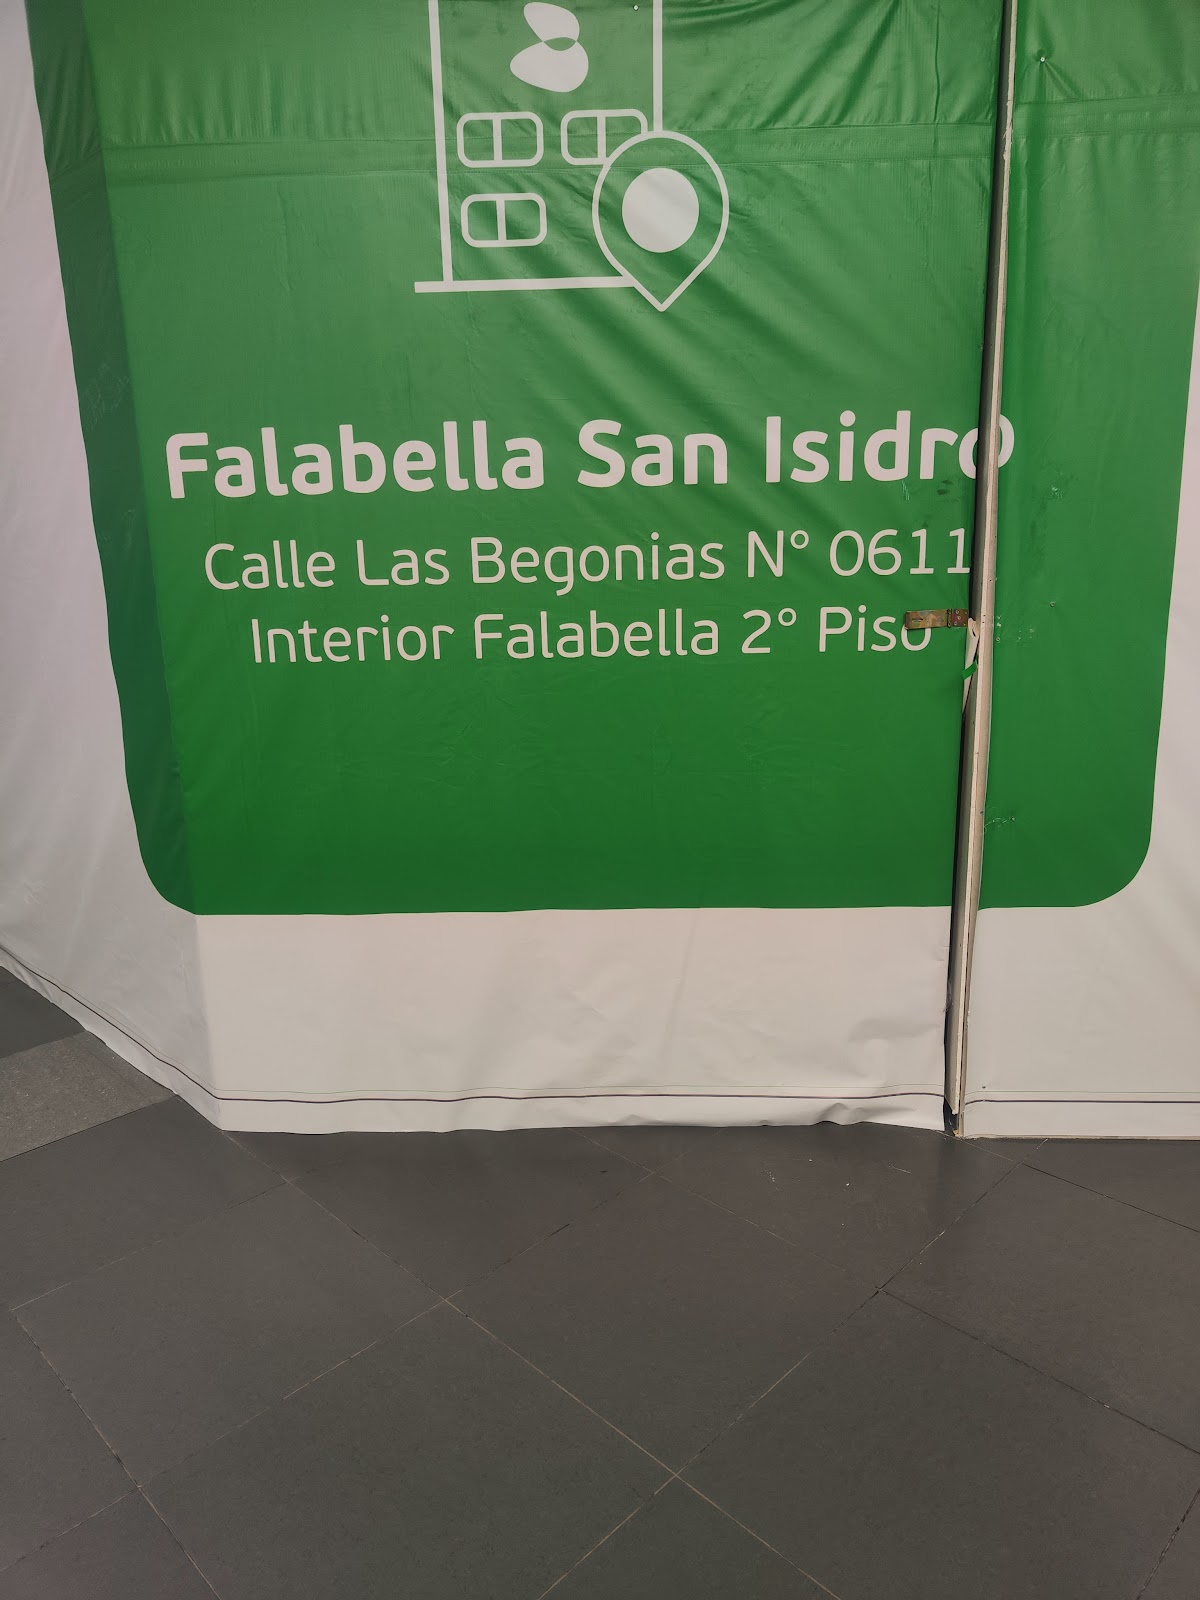 Falabella San Isidro
Calle Las Begonias N° 0611
Interior Falabella 2° Piso